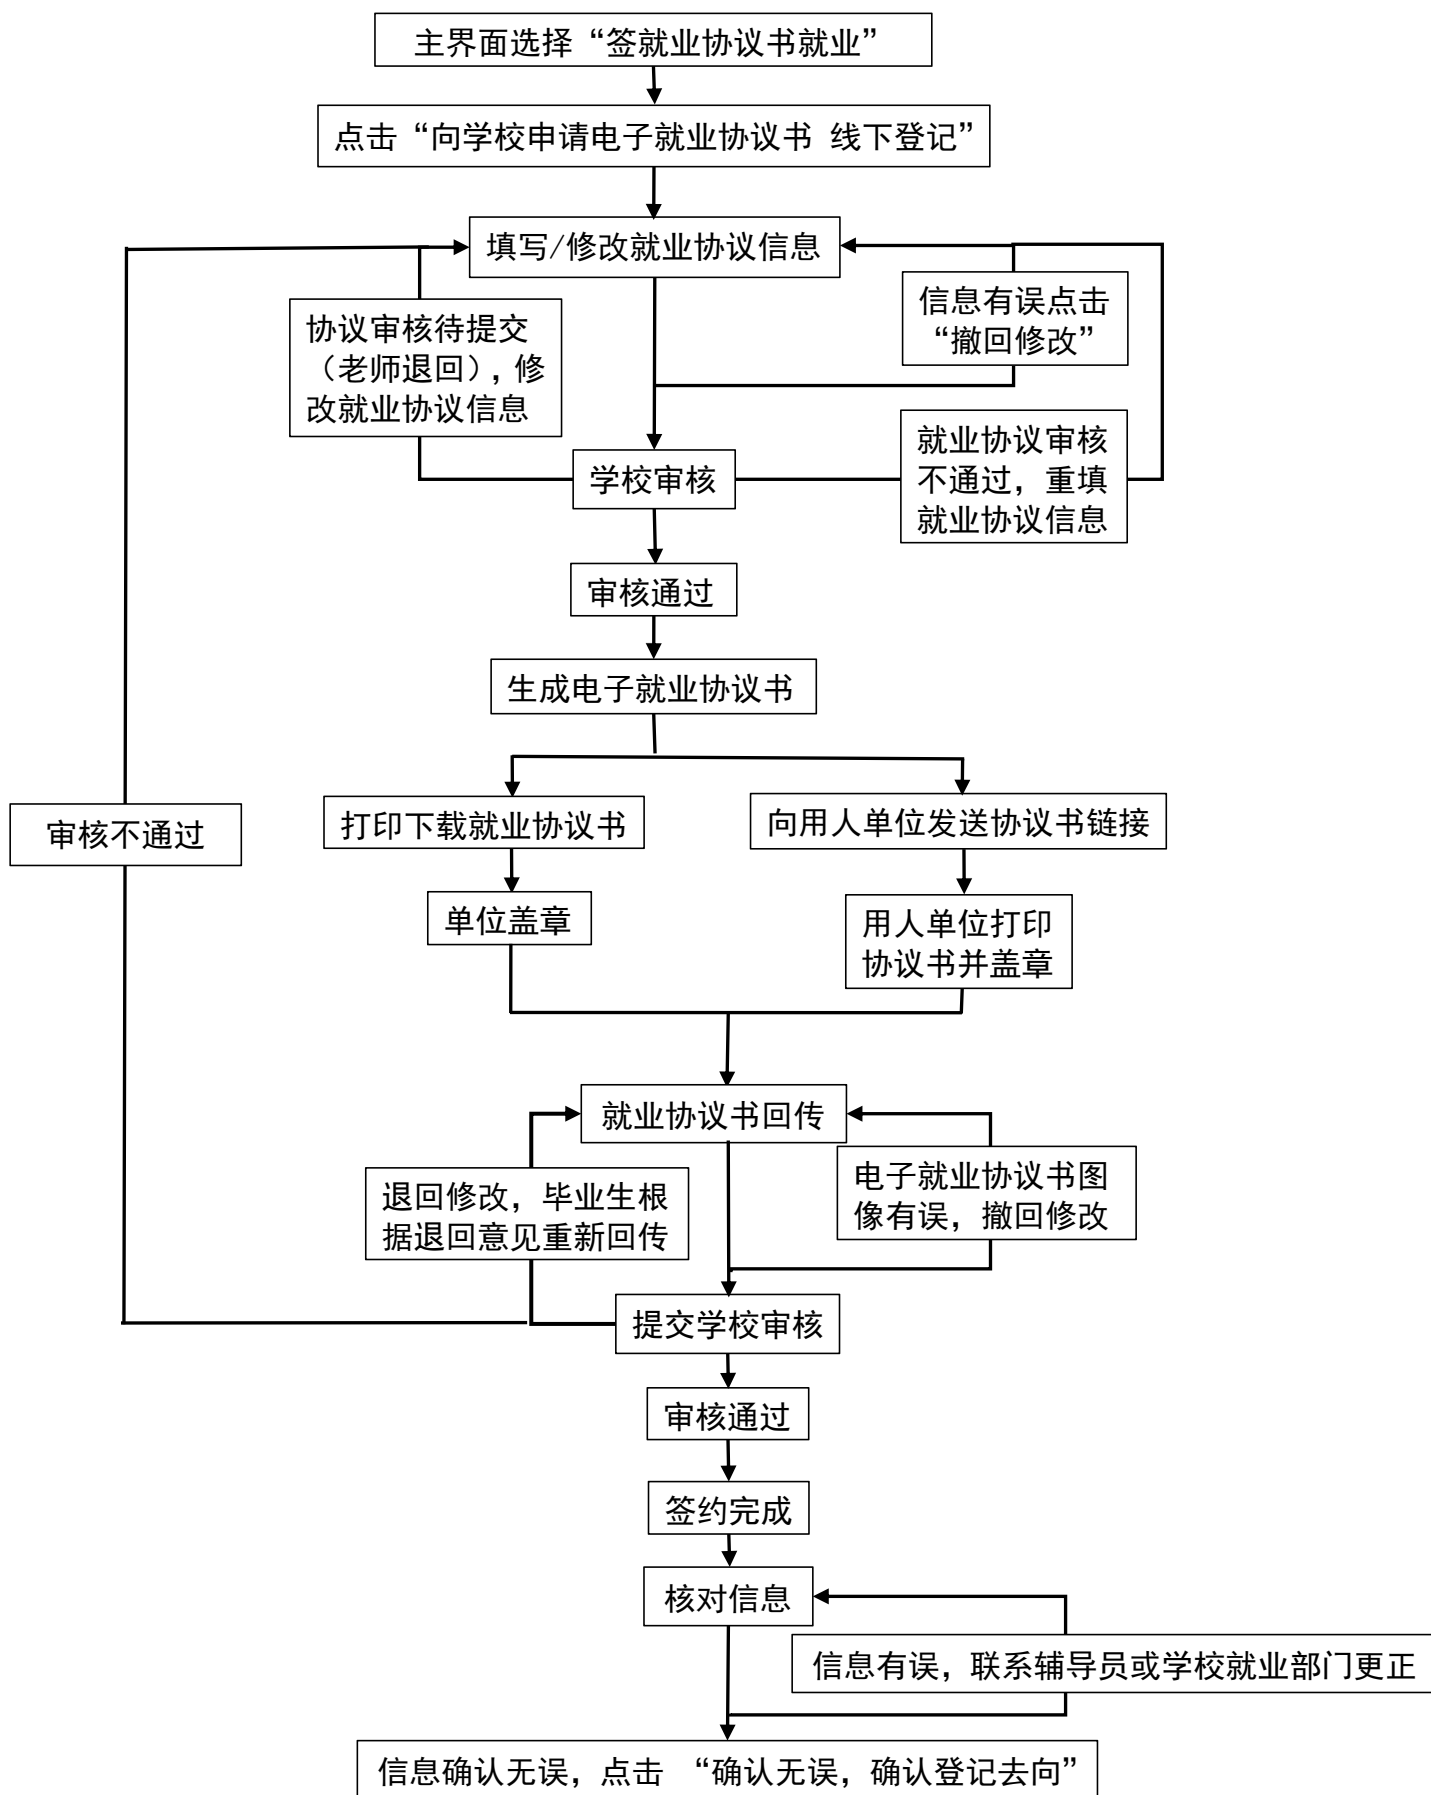 主界面选择“签就业协议书就业”
点击“向学校申请电子就业协议书 线下登记”
填写/修改就业协议信息
信息有误点击
“撤回修改”
协议审核待提交
（老师退回），修
改就业协议信息
就业协议审核
不通过，重填
就业协议信息
学校审核
审核通过
生成电子就业协议书
打印下载就业协议书
向用人单位发送协议书链接
审核不通过
单位盖章
用人单位打印
协议书并盖章
就业协议书回传
退回修改，毕业生根
据退回意见重新回传
电子就业协议书图
像有误，撤回修改
提交学校审核
审核通过
签约完成
核对信息
信息有误，联系辅导员或学校就业部门更正
信息确认无误，点击 “确认无误，确认登记去向”